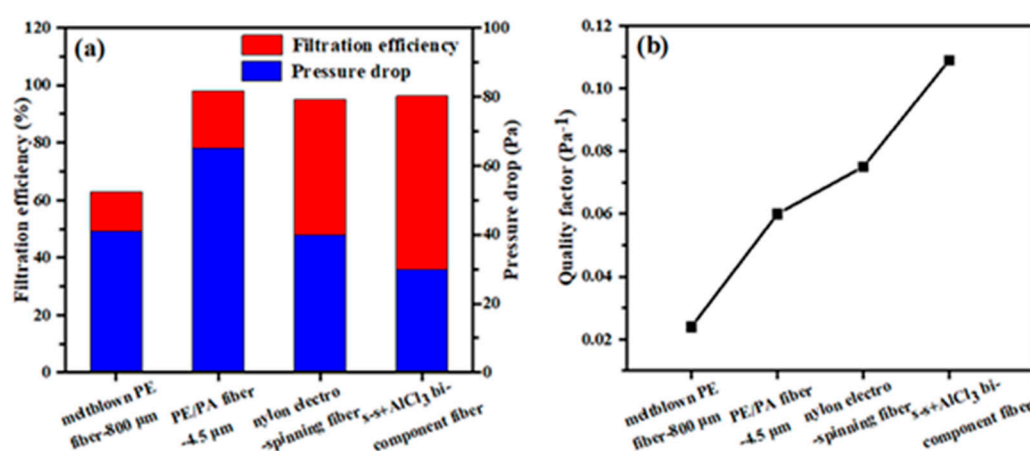 (a)
Filtration efficiency
Pressure drop
120
100
80
60
40
20
0
Filtration efficiency (%)
100
80
60
40
20
0
Pressure drop (Pa)
meltblown PE
fiber-800 μm
PE/PA fiber
-4.5 μm
nylon electro
-spinning fiber
s-s+AlCl3 bi-
component fiber
(b)
0.12
0.10
0.08
0.06
0.04
0.02
Quality factor (Pa-1)
meltblown PE
fiber-800 μm
PE/PA fiber
-4.5 μm
nylon electro
-spinning fiber
s-s+AlCl3 bi-
component fiber